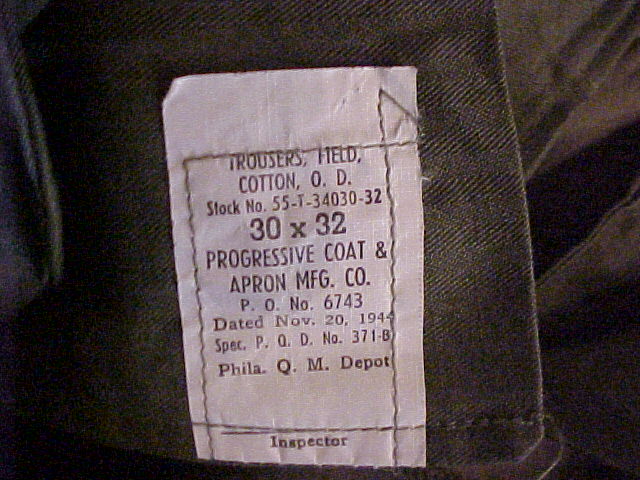 TROUSERS, FIELD,
COTTON, O. D.
Stock No. 55-T-34030-32
30 x 32
PROGRESSIVE COAT &
APRON MFG. CO.
P. O. No. 6743
Dated Nov. 20, 1944
Spec. P. Q. D. No. 371-B
Phila. Q. M. Depot
Inspector